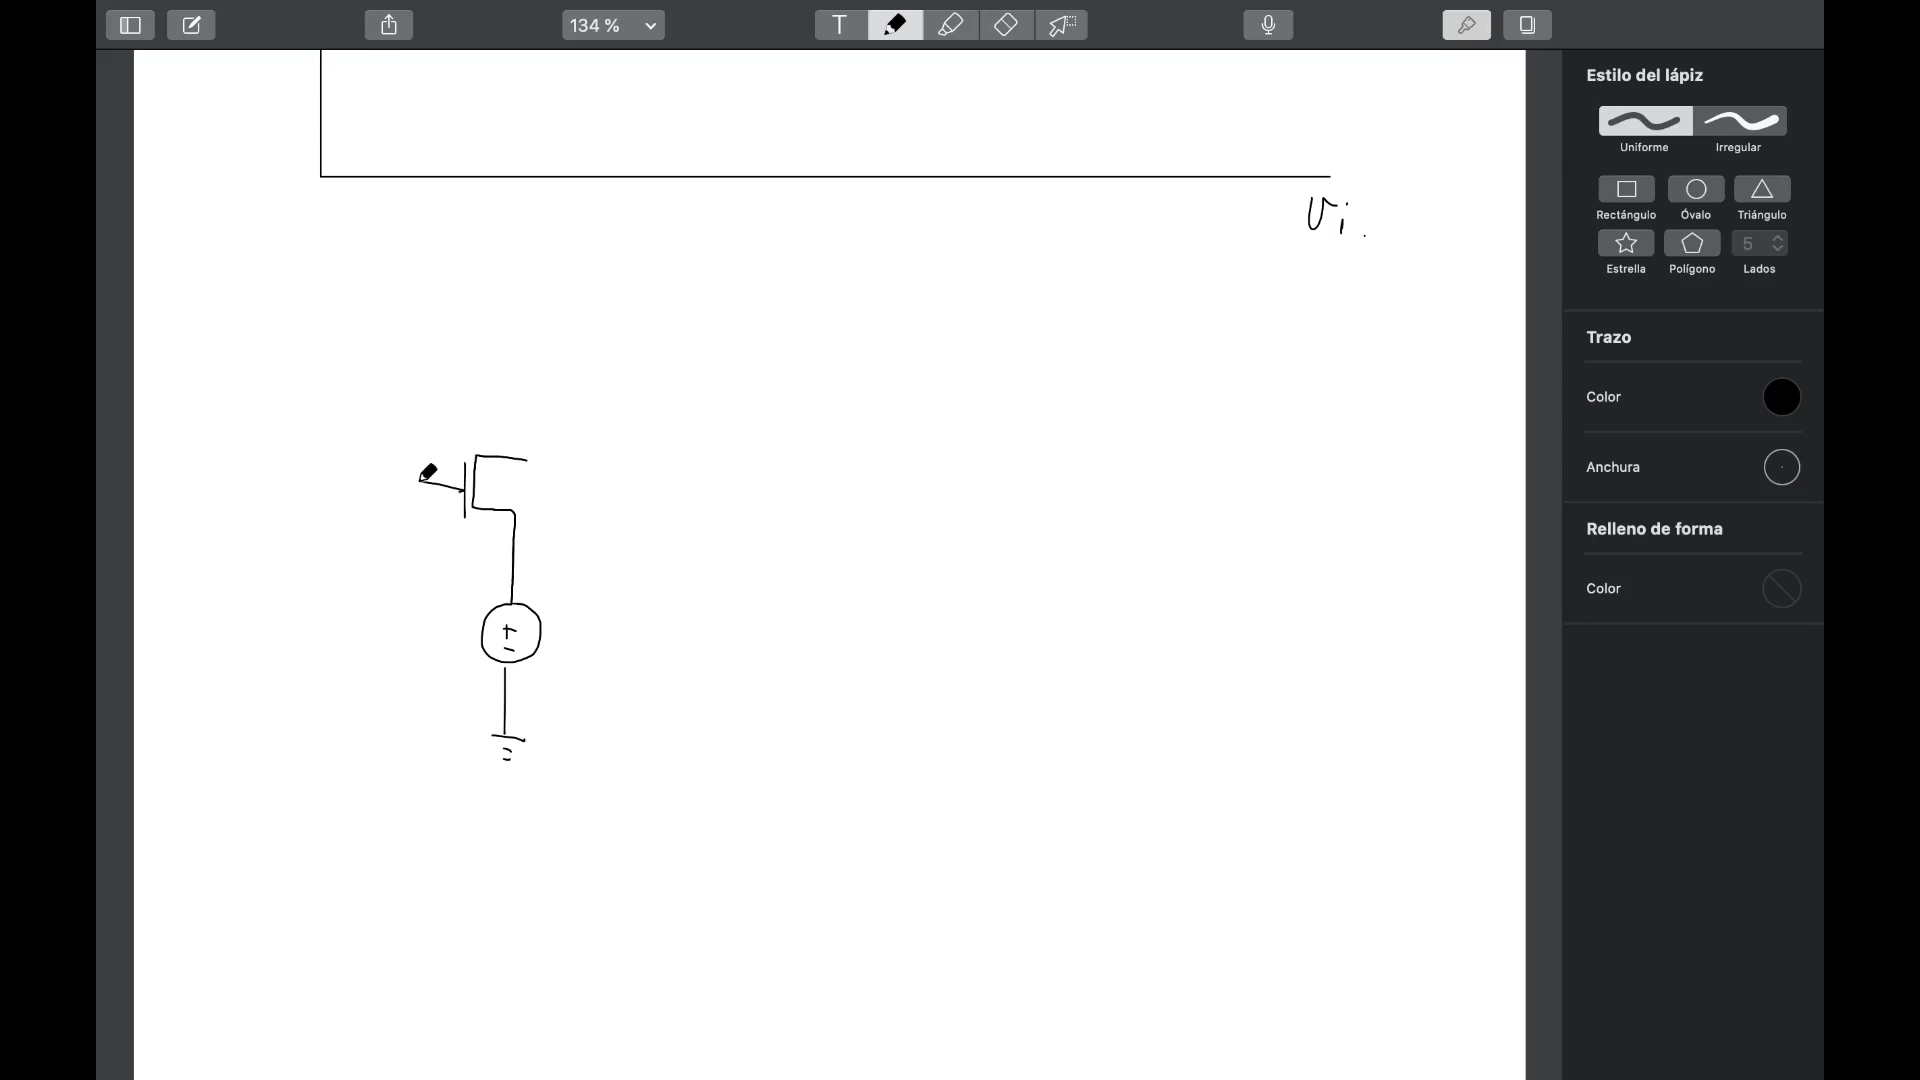 134 %
T
Estilo del lápiz
Uniforme Irregular
Rectángulo Óvalo Triángulo
5
Estrella Polígono Lados
Trazo
Color
Anchura
Relleno de forma
Color
Vi.
+
-